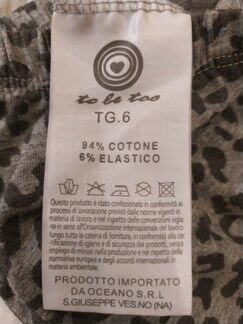 to be too
TG.6
94% COTONE
6% ELASTICO
Questo prodotto è stato confezionato in conformità ai
processi di lavorazione previsti dalle norme vigenti in
materia di lavoro e nel rispetto delle convenzioni sigla
-te in seno all'Oraganizzazione internazionale del lavoro
lungo tutta la catena di fornitura, in conformità alle cer
-tificazione di igiene e di sicurezza dei prodotti, senza
impiego di minori e nel rispetto della
normativa europea e degli accordi internazionali in
materia ambientale.
PRODOTTO IMPORTATO
DA OCEANO S.R.L
S.GIUSEPPE VES.NO (NA)